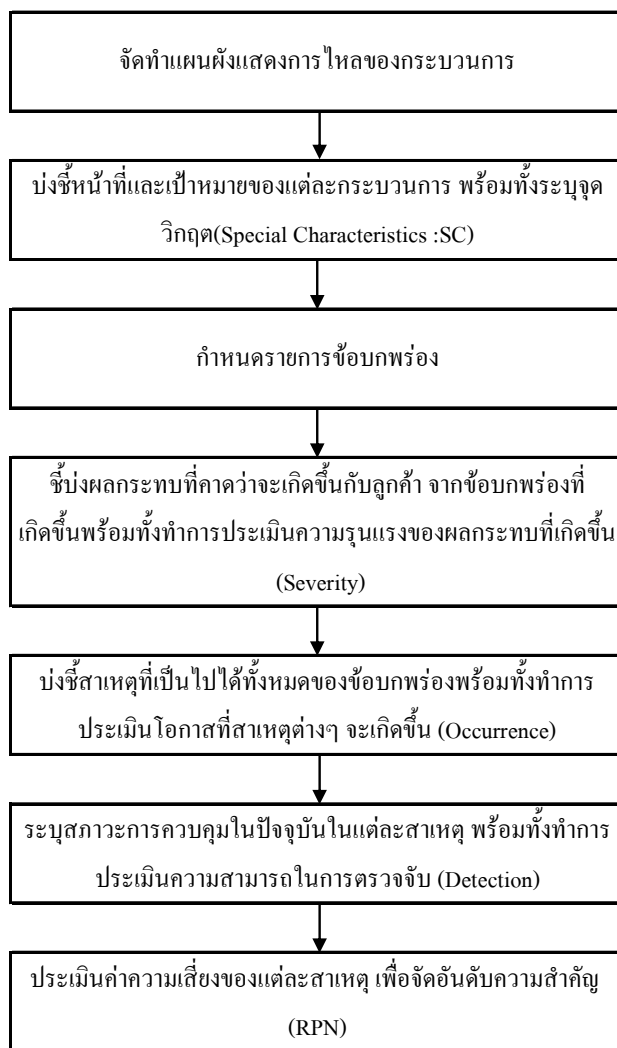 จัดทำแผนผังแสดงการไหลของกระบวนการ
บ่งชี้หน้าที่และเป้าหมายของแต่ละกระบวนการ พร้อมทั้งระบุจุด
วิกฤต(Special Characteristics :SC)
กำหนดรายการข้อบกพร่อง
ชี้บ่งผลกระทบที่คาดว่าจะเกิดขึ้นกับลูกค้า จากข้อบกพร่องที่
เกิดขึ้นพร้อมทั้งทำการประเมินความรุนแรงของผลกระทบที่เกิดขึ้น
(Severity)
บ่งชี้สาเหตุที่เป็นไปได้ทั้งหมดของข้อบกพร่องพร้อมทั้งทำการ
ประเมินโอกาสที่สาเหตุต่างๆ จะเกิดขึ้น (Occurrence)
ระบุสภาวะการควบคุมในปัจจุบันในแต่ละสาเหตุ พร้อมทั้งทำการ
ประเมินความสามารถในการตรวจจับ (Detection)
ประเมินค่าความเสี่ยงของแต่ละสาเหตุ เพื่อจัดอันดับความสำคัญ
(RPN)